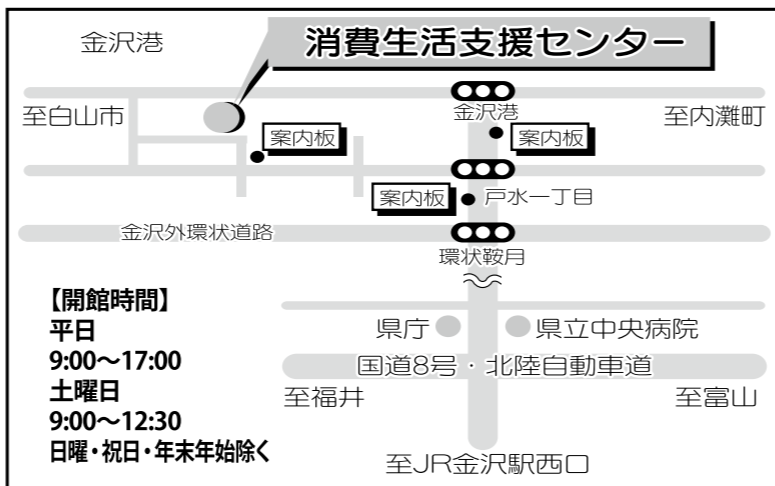 金沢港
消費生活支援センター
至白山市
金沢港
至内灘町
案内板
案内板
案内板
戸水一丁目
金沢外環状道路
環状鞍月
【開館時間】
平日
9:00〜17:00
土曜日
9:00〜12:30
日曜・祝日・年末年始除く
県庁
県立中央病院
国道8号・北陸自動車道
至福井
至富山
至JR金沢駅西口